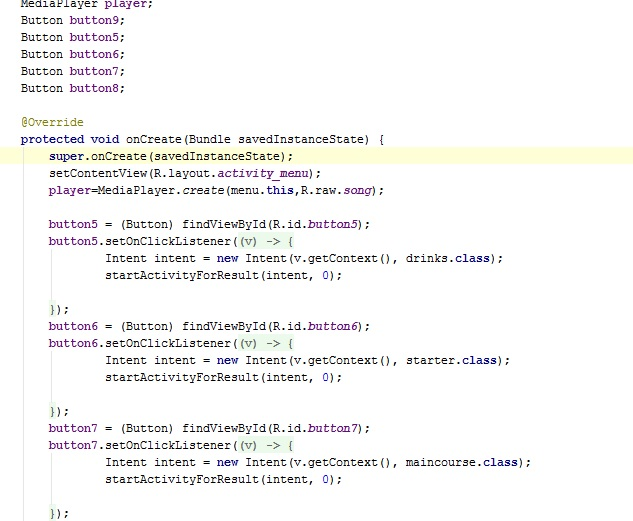 MediaPlayer player;
Button button9;
Button button5;
Button button6;
Button button7;
Button button8;
@Override
protected void onCreate(Bundle savedInstanceState) {
super.onCreate(savedInstanceState);
setContentView(R.layout.activity_menu);
player=MediaPlayer.create(menu.this,R.raw.song);
button5 = (Button) findViewById(R.id.button5);
button5.setOnClickListener((v) -> {
Intent intent = new Intent(v.getContext(), drinks.class);
startActivityForResult(intent, 0);
});
button6 = (Button) findViewById(R.id.button6);
button6.setOnClickListener((v) -> {
Intent intent = new Intent(v.getContext(), starter.class);
startActivityForResult(intent, 0);
});
button7 = (Button) findViewById(R.id.button7);
button7.setOnClickListener((v) -> {
Intent intent = new Intent(v.getContext(), maincourse.class);
startActivityForResult(intent, 0);
});